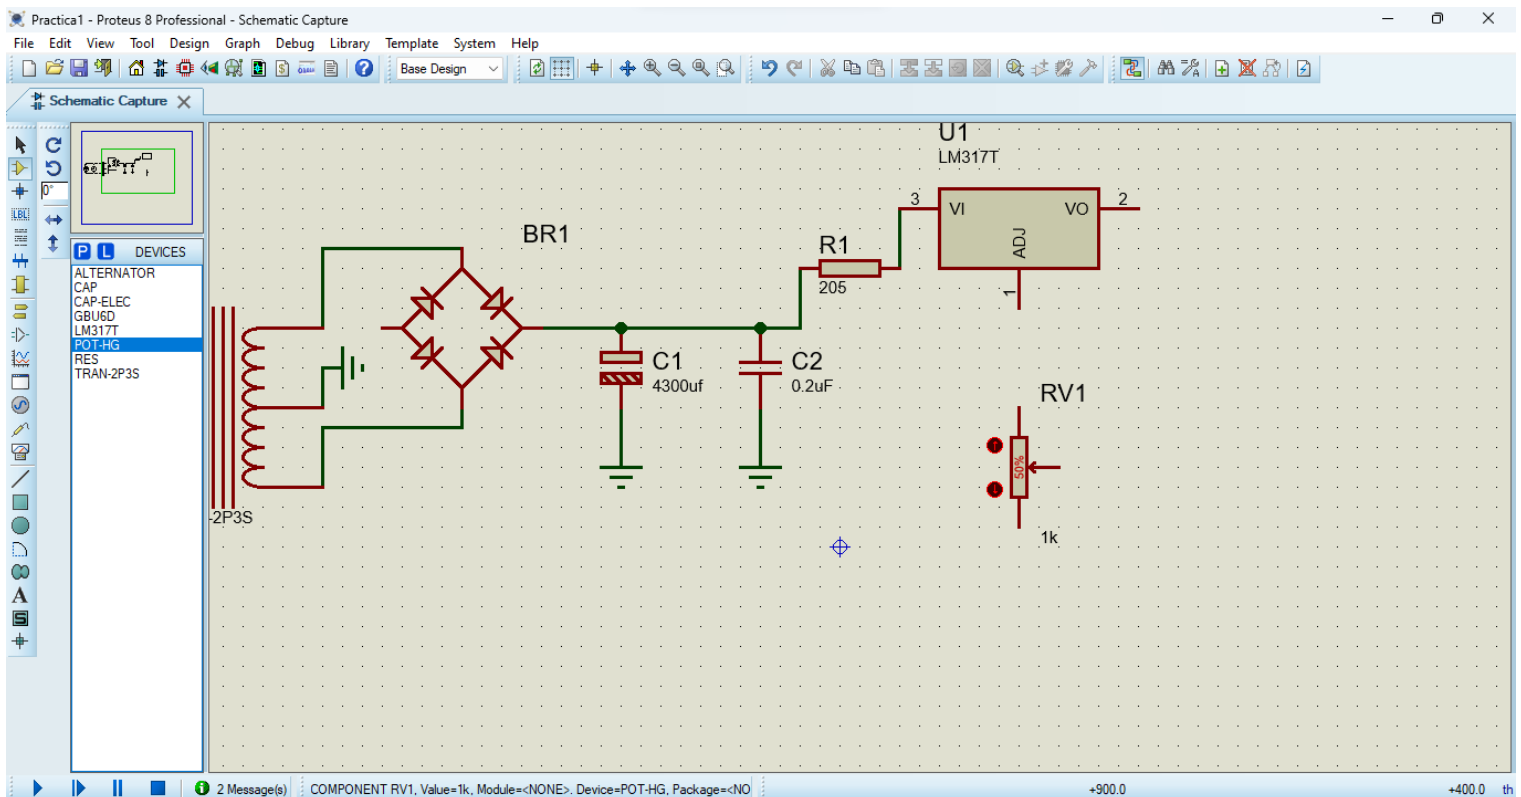 Practica1 - Proteus 8 Professional - Schematic Capture
File Edit View Tool Design Graph Debug Library Template System Help
Base Design
Schematic Capture
0°
LBL
P L DEVICES
ALTERNATOR
CAP
CAP-ELEC
GBU6D
LM317T
POT-HG
RES
TRAN-2P3S
A
S
U1
LM317T
3
VI
VO
2
ADJ
1
BR1
R1
205
C1
4300uf
C2
0.2uF
RV1
50%
1k
-2P3S
2 Message(s)
COMPONENT RV1, Value=1k, Module=<NONE>. Device=POT-HG, Package=<NO
+900.0
+400.0
th